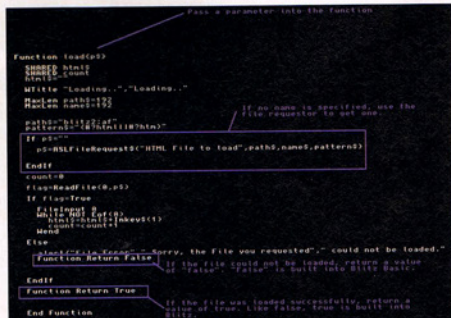 Pass a parameter into the function
Function load{p$}
SHARED html$
SHARED count
html$=""
WTitle "Loading..","Loading.."
MaxLen path$=192
MaxLen name$=192
If no name is specified, use the
file requestor to get one.
path$="blitz2:af"
pattern$="(#?html||#?htm)"
If p$=""
p$=ASLFileRequest$("HTML File to load",path$,name$,pattern$)
EndIf
count=0
flag=ReadFile(0,p$)
If flag=True
FileInput 0
While NOT Eof(0)
html$=html$+Inkey$(1)
count=count+1
Wend
Else
"File Error"," Sorry, the file you requested"," could not be loaded."
Function Return False
If the file could not be loaded, return a value
of "false". "False" is built into Blitz Basic.
EndIf
Function Return True
If the file was loaded successfully, return a
value of true. Like false, true is built into
Blitz.
End Function